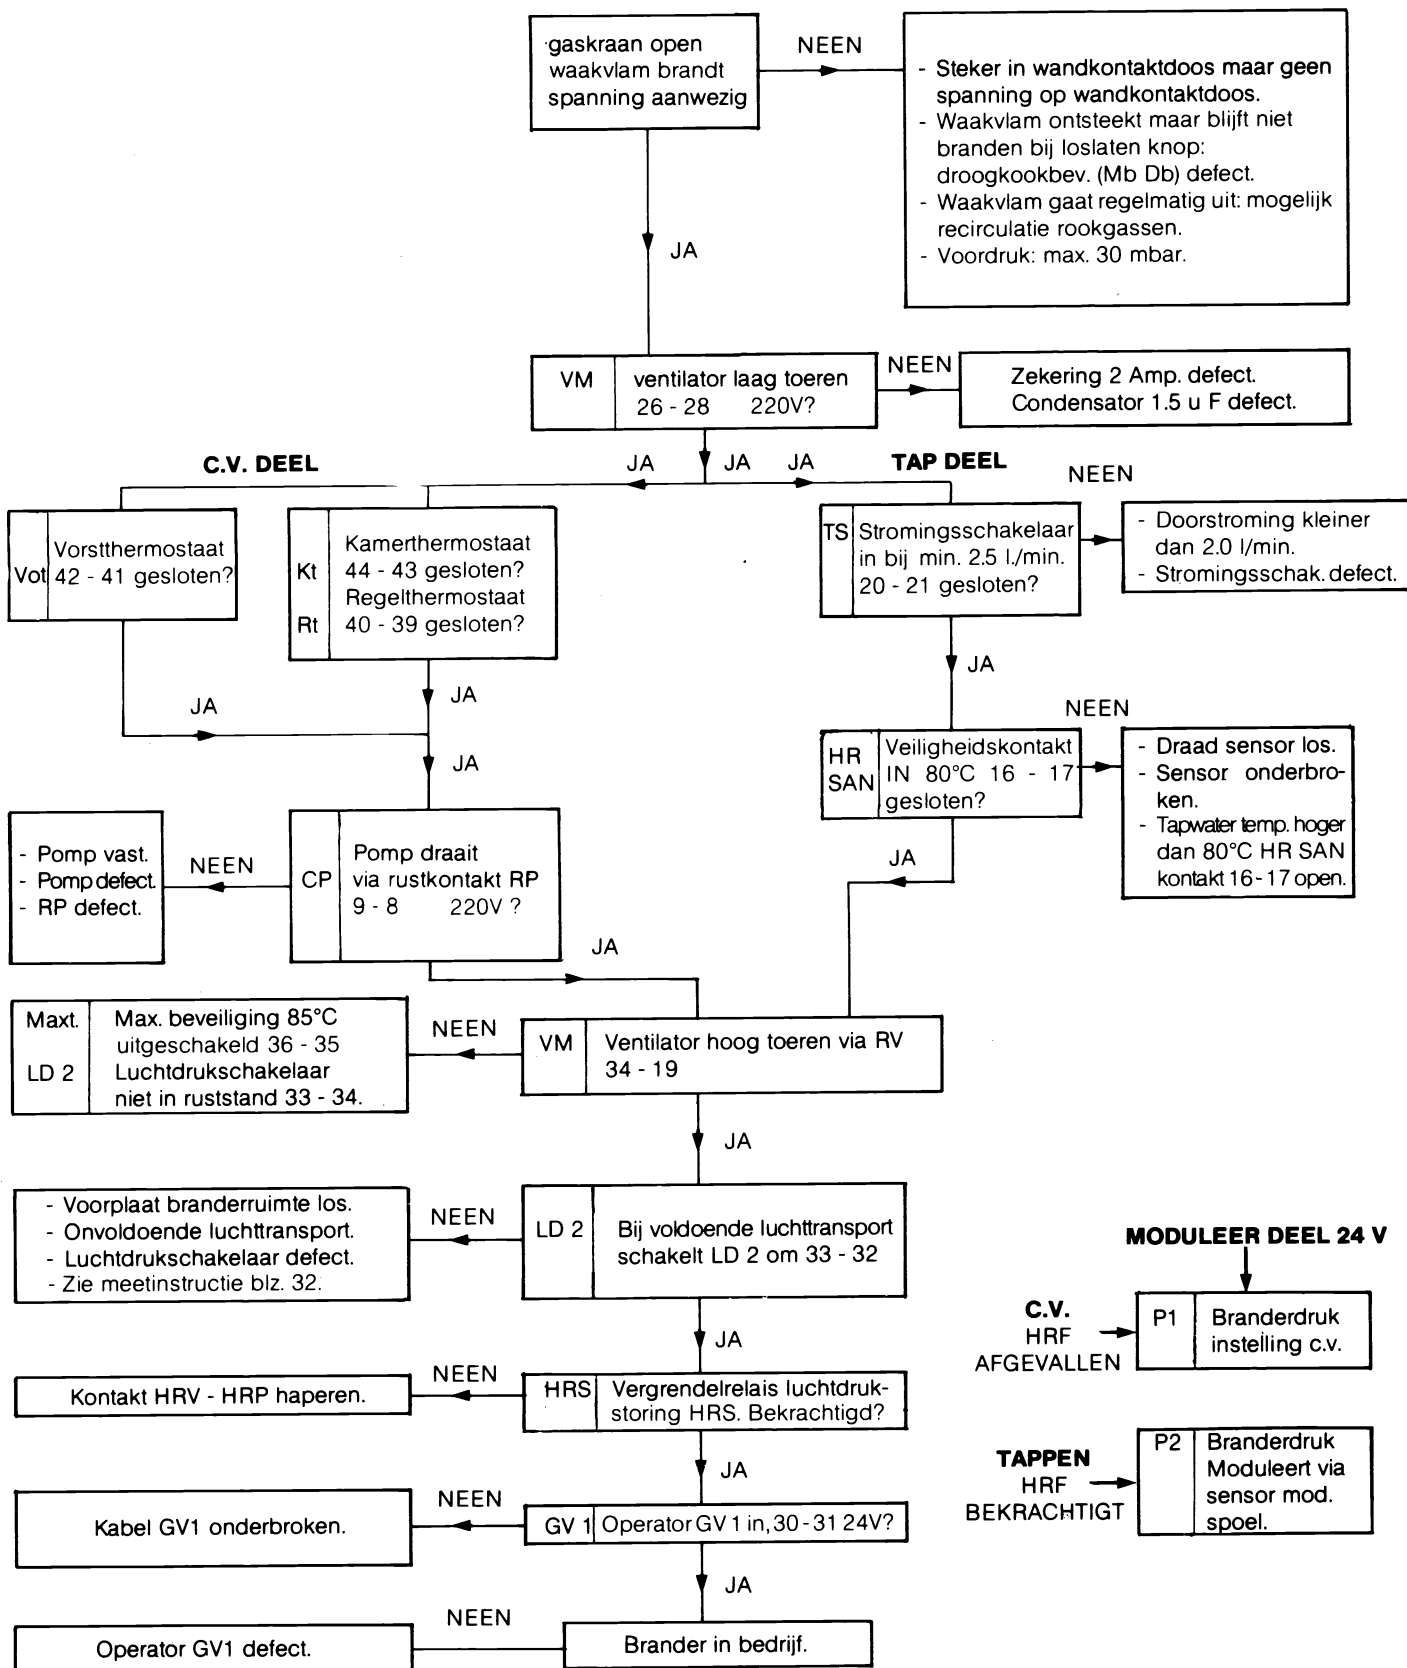 gaskraan open
waakvlam brandt
spanning aanwezig
NEEN
- Steker in wandkontaktdoos maar geen
spanning op wandkontaktdoos.
- Waakvlam ontsteekt maar blijft niet
branden bij loslaten knop:
droogkookbev. (Mb Db) defect.
- Waakvlam gaat regelmatig uit: mogelijk
recirculatie rookgassen.
- Voordruk: max. 30 mbar.
JA
VM
ventilator laag toeren
26 - 28 220V?
NEEN
Zekering 2 Amp. defect.
Condensator 1.5 u F defect.
C.V. DEEL
JA
JA
JA
TAP DEEL
Vot
Vorstthermostaat
42 - 41 gesloten?
Kt
Kamerthermostaat
44 - 43 gesloten?
Rt
Regelthermostaat
40 - 39 gesloten?
TS
Stromingsschakelaar
in bij min. 2.5 l./min.
20 - 21 gesloten?
NEEN
- Doorstroming kleiner
dan 2.0 l/min.
- Stromingsschak. defect.
JA
JA
JA
JA
HR
SAN
Veiligheidskontakt
IN 80°C 16 - 17
gesloten?
NEEN
- Draad sensor los.
- Sensor onderbro-
ken.
- Tapwater temp. hoger
dan 80°C HR SAN
kontakt 16-17 open.
JA
CP
Pomp draait
via rustkontakt RP
9 - 8 220V ?
NEEN
- Pomp vast.
- Pomp defect.
- RP defect.
JA
VM
Ventilator hoog toeren via RV
34 - 19
NEEN
Maxt.
Max. beveiliging 85°C
uitgeschakeld 36 - 35
LD 2
Luchtdrukschakelaar
niet in ruststand 33 - 34.
JA
LD 2
Bij voldoende luchttransport
schakelt LD 2 om 33 - 32
NEEN
- Voorplaat branderruimte los.
- Onvoldoende luchttransport.
- Luchtdrukschakelaar defect.
- Zie meetinstructie blz. 32.
JA
HRS
Vergrendelrelais luchtdruk-
storing HRS. Bekrachtigd?
NEEN
Kontakt HRV - HRP haperen.
JA
GV 1
Operator GV 1 in, 30 - 31 24V?
NEEN
Kabel GV1 onderbroken.
JA
Brander in bedrijf.
NEEN
Operator GV1 defect.
MODULEER DEEL 24 V
C.V.
HRF
AFGEVALLEN
P1
Branderdruk
instelling c.v.
TAPPEN
HRF
BEKRACHTIGT
P2
Branderdruk
Moduleert via
sensor mod.
spoel.